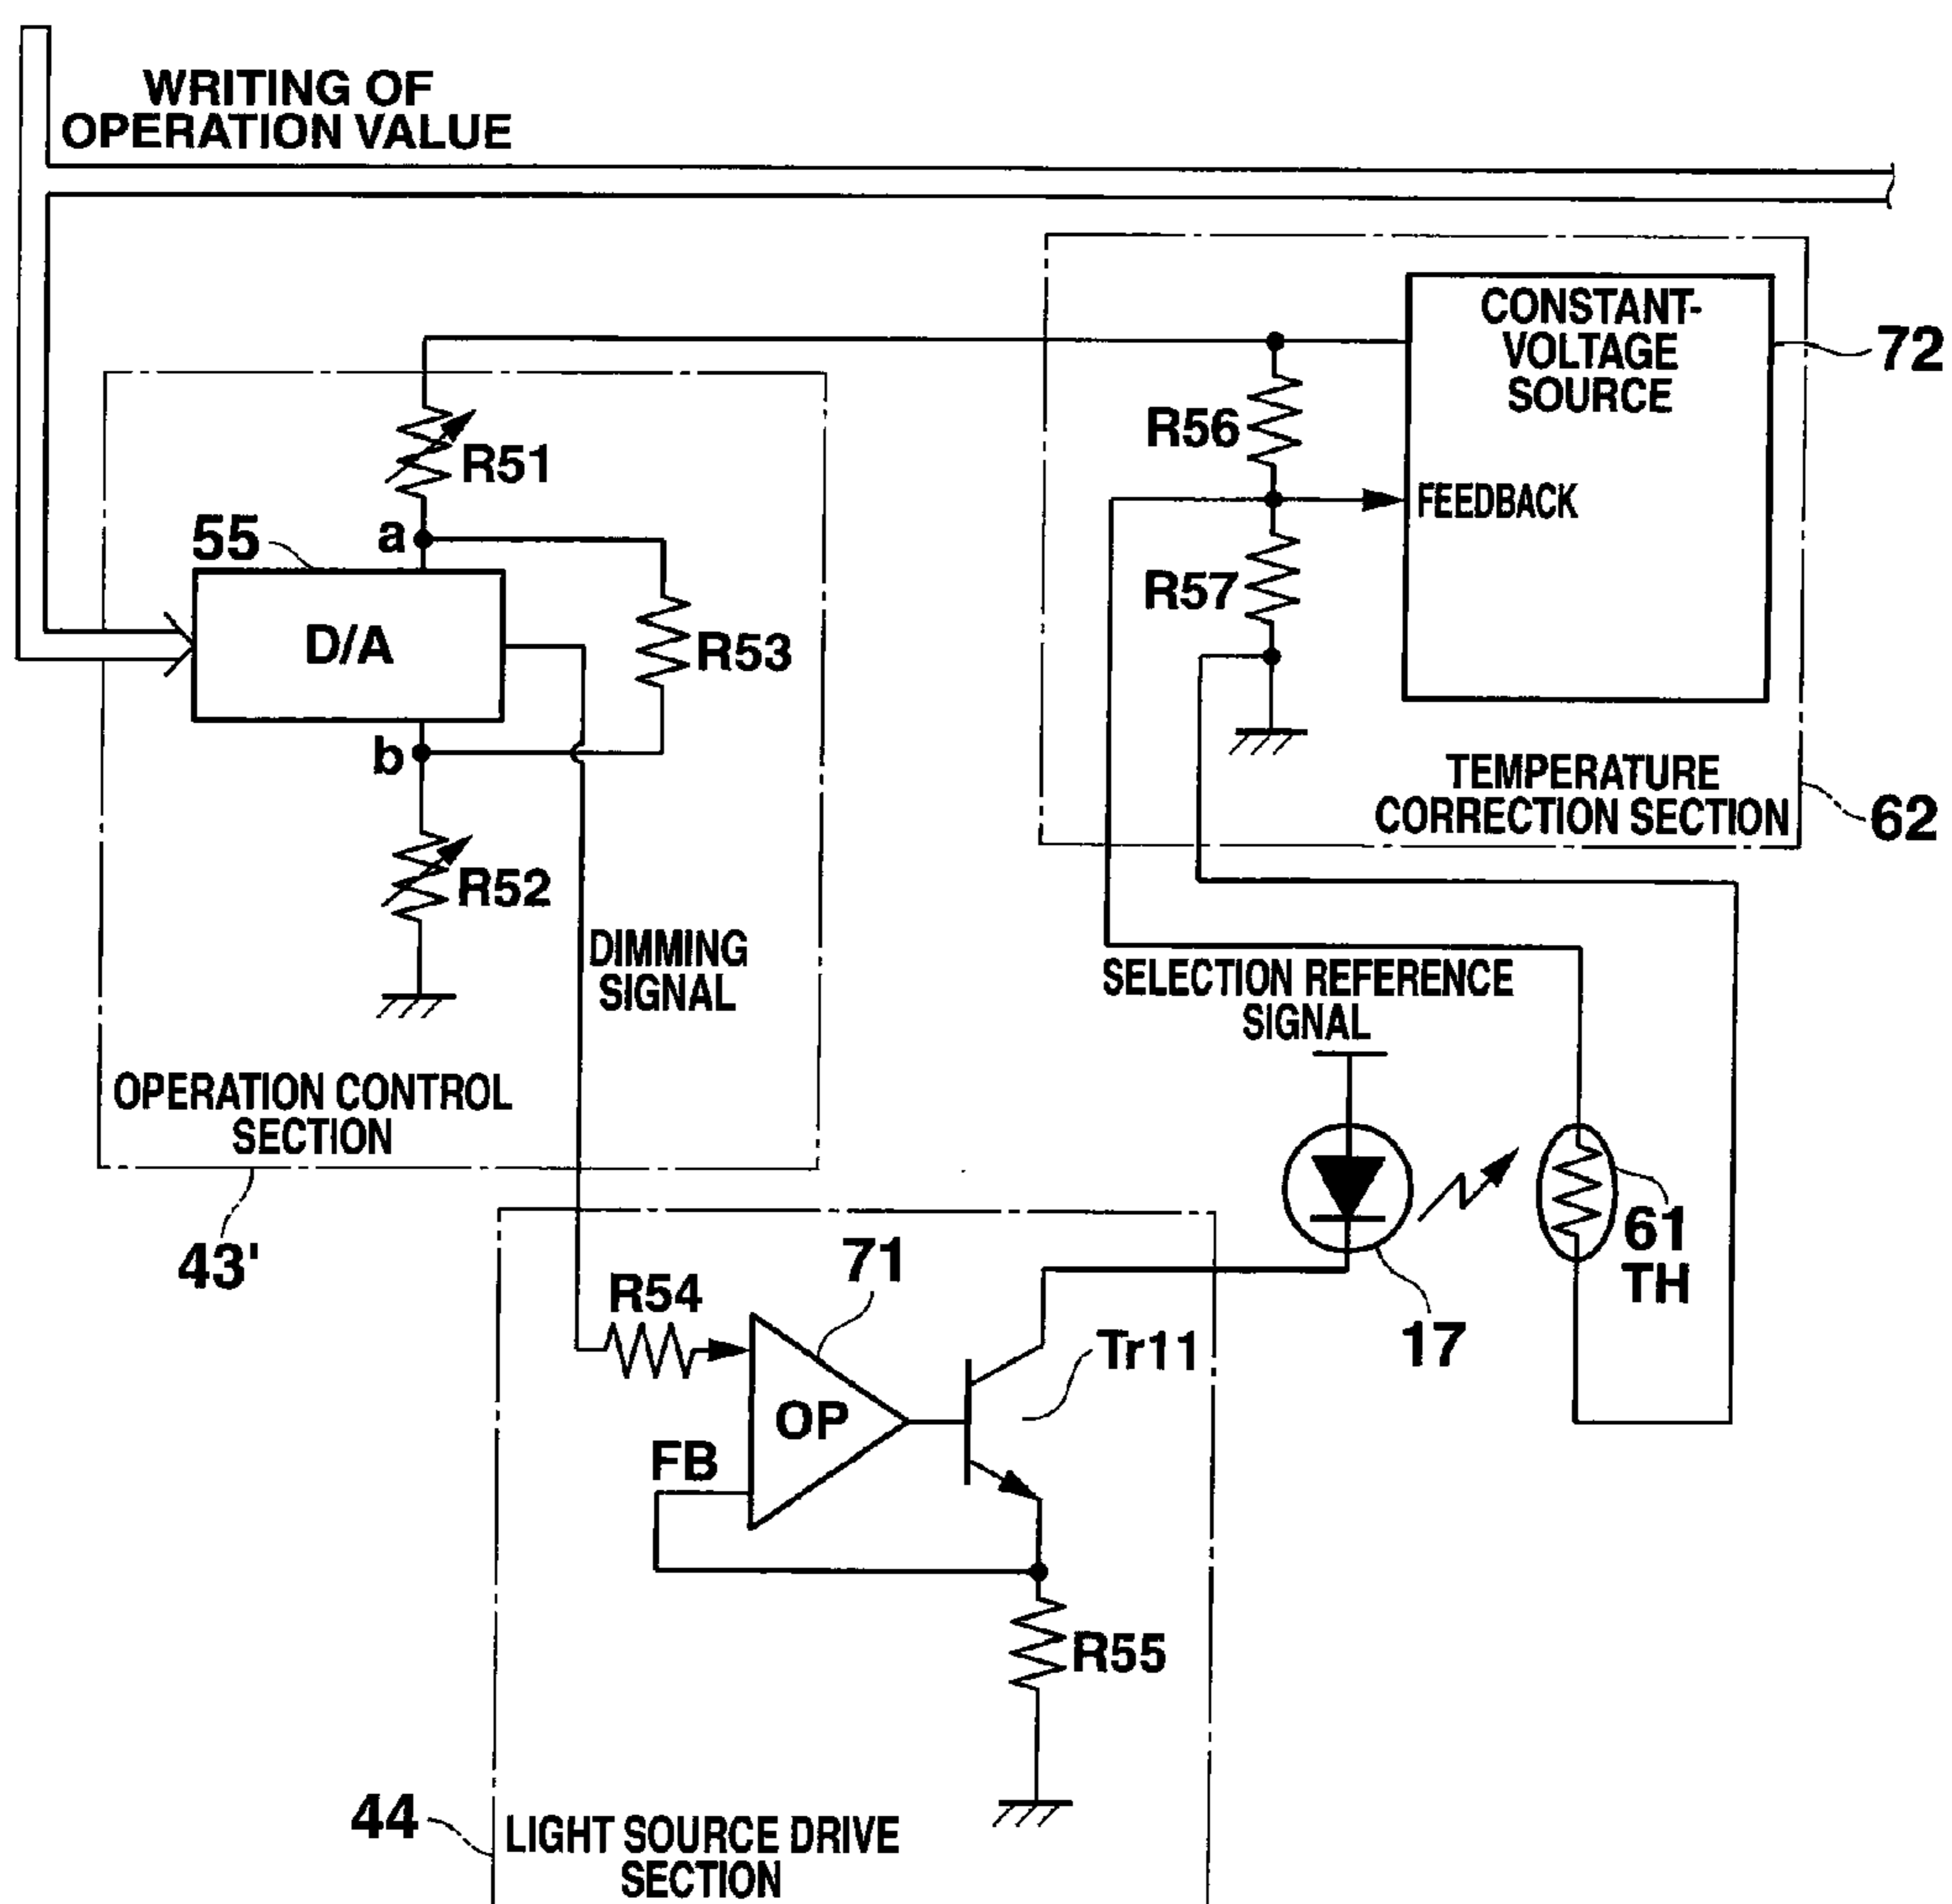 WRITING OF
OPERATION VALUE
CONSTANT-
VOLTAGE
SOURCE
72
R56
R51
FEEDBACK
55
a
R57
D/A
R53
b
TEMPERATURE
CORRECTION SECTION
62
R52
DIMMING
SIGNAL
SELECTION REFERENCE
SIGNAL
OPERATION CONTROL
SECTION
43'
61
TH
71
R54
17
Tr11
OP
FB
R55
44
LIGHT SOURCE DRIVE
SECTION